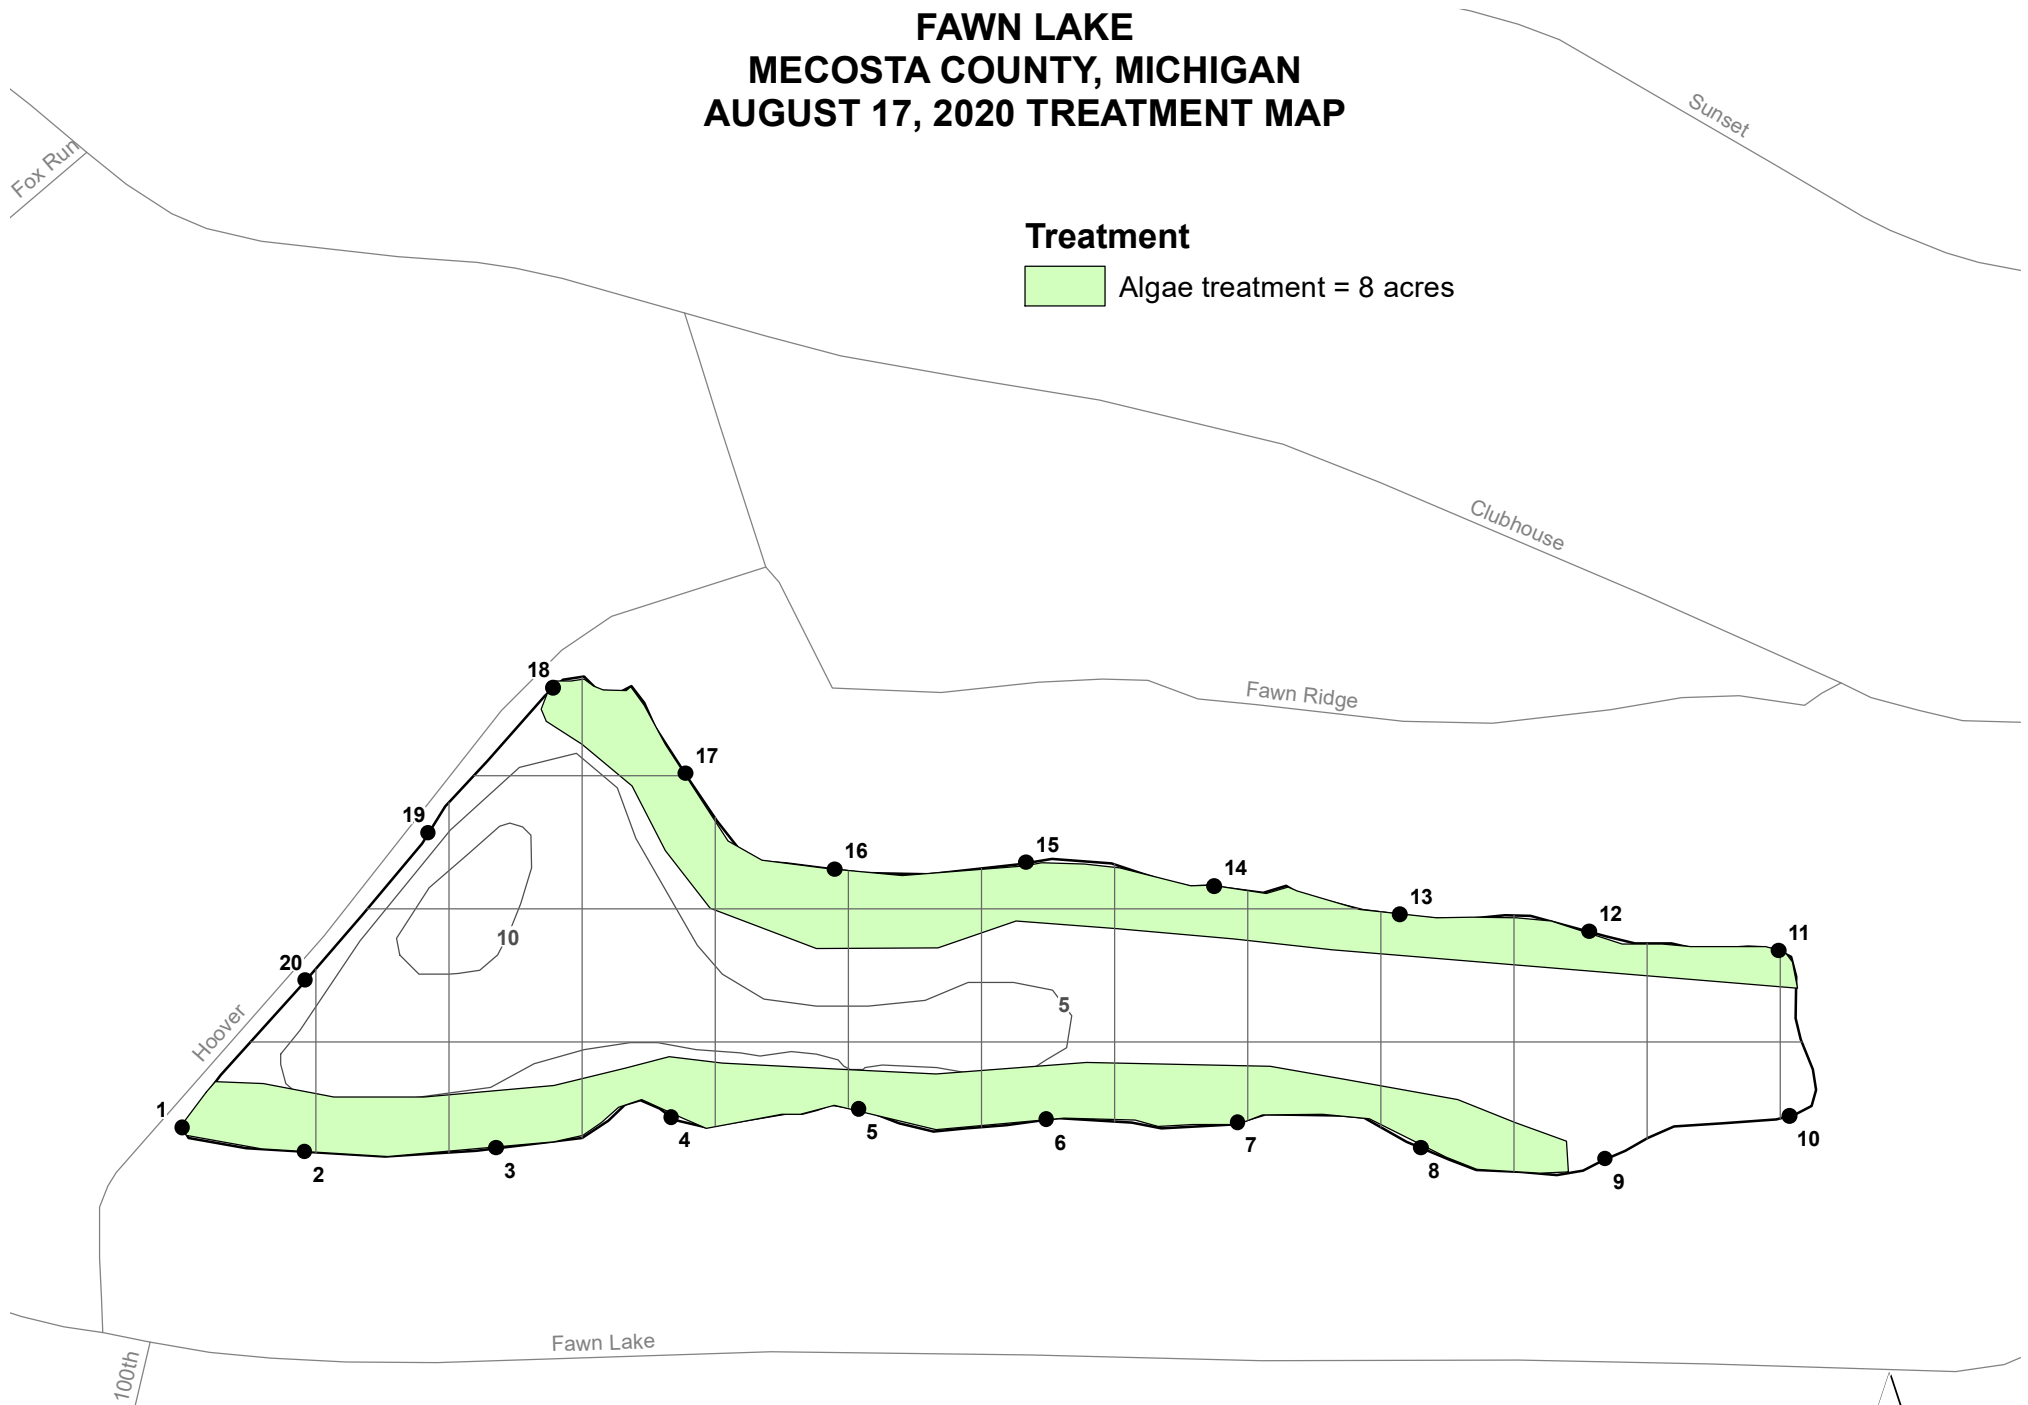 FAWN LAKE
MECOSTA COUNTY, MICHIGAN
AUGUST 17, 2020 TREATMENT MAP
Sunset
Fox Run
Treatment
Algae treatment = 8 acres
Clubhouse
Fawn Ridge
18
17
19
16
15
14
13
12
11
10
20
5
Hoover
1
2
3
4
5
6
7
8
9
10
Fawn Lake
100th